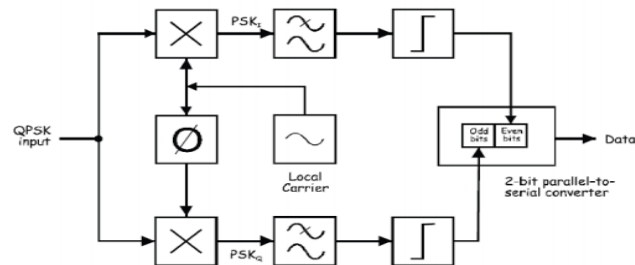 PSK_I
QPSK
input
Ø
Local
Carrier
Odd
bits
Even
bits
Data
2-bit parallel-to-
serial converter
PSK_Q